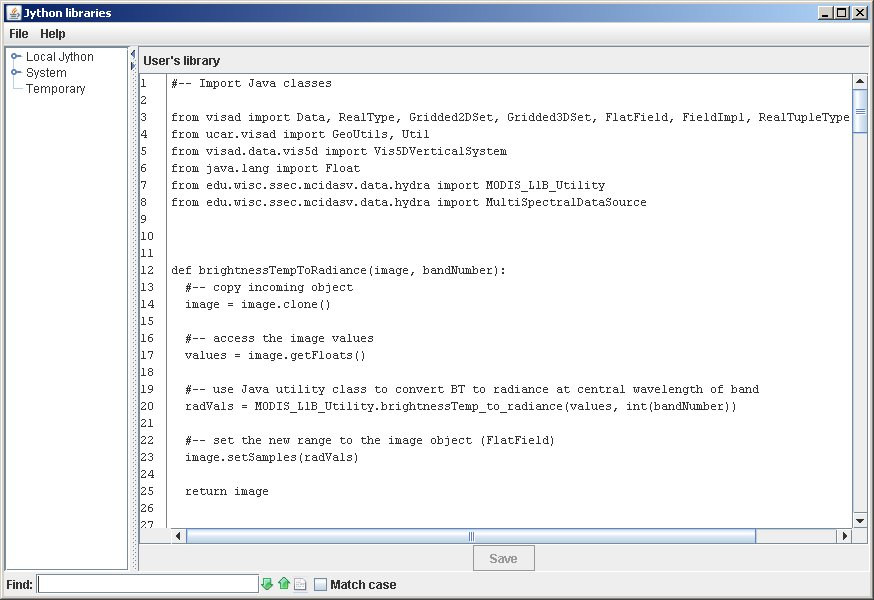 Jython libraries
File Help
Local Jython
System
Temporary
User's library
1 #-- Import Java classes
2
3 from visad import Data, RealType, Gridded2DSet, Gridded3DSet, FlatField, FieldImpl, RealTupleType
4 from ucar.visad import GeoUtils, Util
5 from visad.data.vis5d import Vis5DVerticalSystem
6 from java.lang import Float
7 from edu.wisc.ssec.mcidasv.data.hydra import MODIS_L1B_Utility
8 from edu.wisc.ssec.mcidasv.data.hydra import MultiSpectralDataSource
9
10
11
12 def brightnessTempToRadiance(image, bandNumber):
13 #-- copy incoming object
14 image = image.clone()
15
16 #-- access the image values
17 values = image.getFloats()
18
19 #-- use Java utility class to convert BT to radiance at central wavelength of band
20 radVals = MODIS_L1B_Utility.brightnessTemp_to_radiance(values, int(bandNumber))
21
22 #-- set the new range to the image object (FlatField)
23 image.setSamples(radVals)
24
25 return image
26
27
Save
Find: Match case